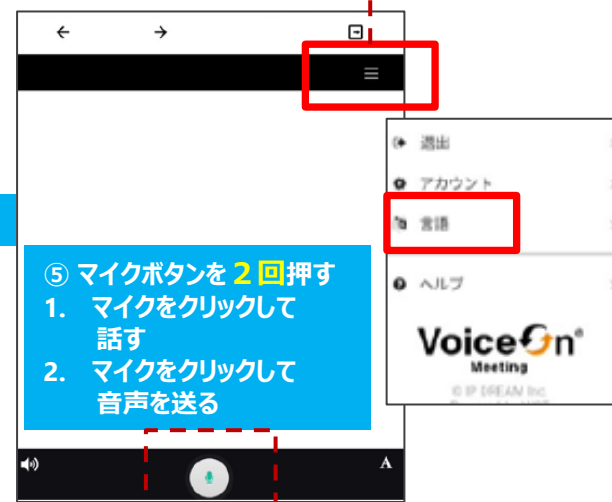 退出
アカウント
言語
ヘルプ
VoiceOn®
Meeting
© IP DREAM Inc.
⑤ マイクボタンを２回押す
1. マイクをクリックして
話す
2. マイクをクリックして
音声を送る
A